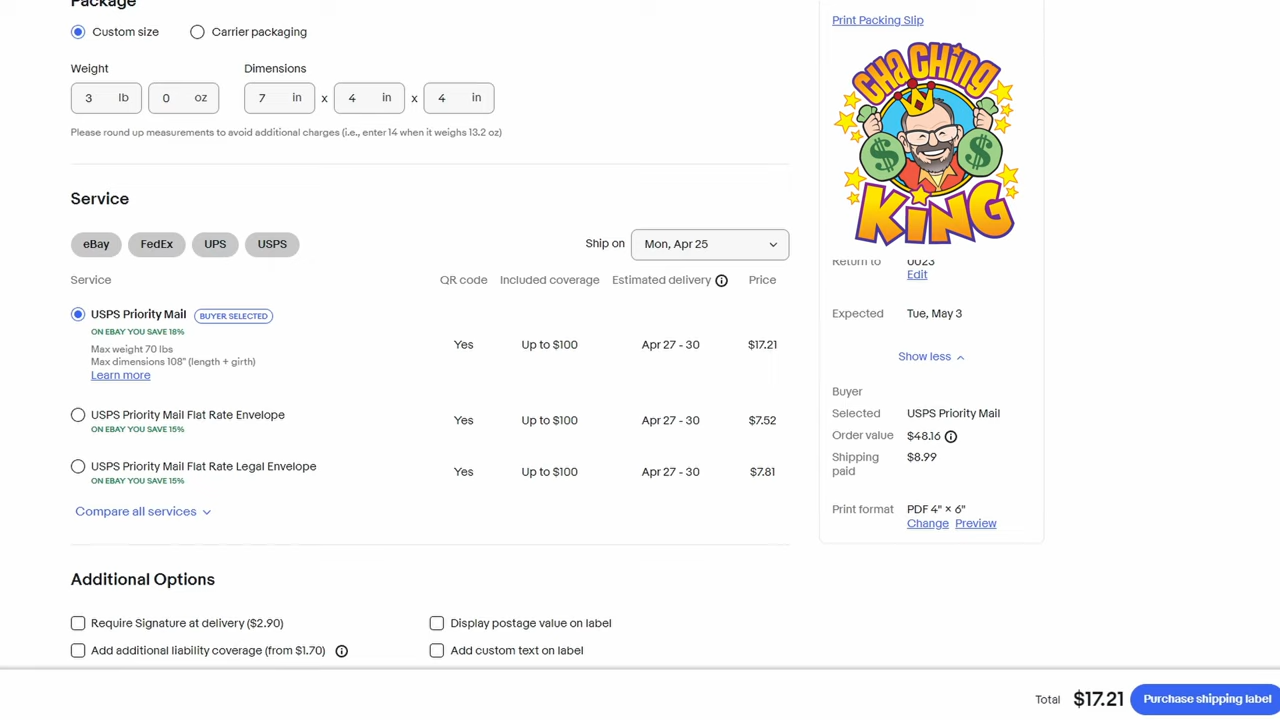 Package
Custom size
Carrier packaging
Weight
Dimensions
3 lb
0 oz
7 in x 4 in x 4 in
Please round up measurements to avoid additional charges (i.e., enter 14 when it weighs 13.2 oz)
Service
eBay
FedEx
UPS
USPS
Ship on
Mon, Apr 25
Service
QR code
Included coverage
Estimated delivery
Price
USPS Priority Mail
BUYER SELECTED
ON EBAY YOU SAVE 18%
Max weight 70 lbs
Max dimensions 108" (length + girth)
Learn more
Yes
Up to $100
Apr 27 - 30
$17.21
USPS Priority Mail Flat Rate Envelope
ON EBAY YOU SAVE 15%
Yes
Up to $100
Apr 27 - 30
$7.52
USPS Priority Mail Flat Rate Legal Envelope
ON EBAY YOU SAVE 15%
Yes
Up to $100
Apr 27 - 30
$7.81
Compare all services
Additional Options
Require Signature at delivery ($2.90)
Display postage value on label
Add additional liability coverage (from $1.70)
Add custom text on label
Print Packing Slip
CHaCHING
$ $
KING
Return to
0023
Edit
Expected
Tue, May 3
Show less
Buyer
Selected
USPS Priority Mail
Order value
$48.16
Shipping
paid
$8.99
Print format
PDF 4" × 6"
Change Preview
Total
$17.21
Purchase shipping label